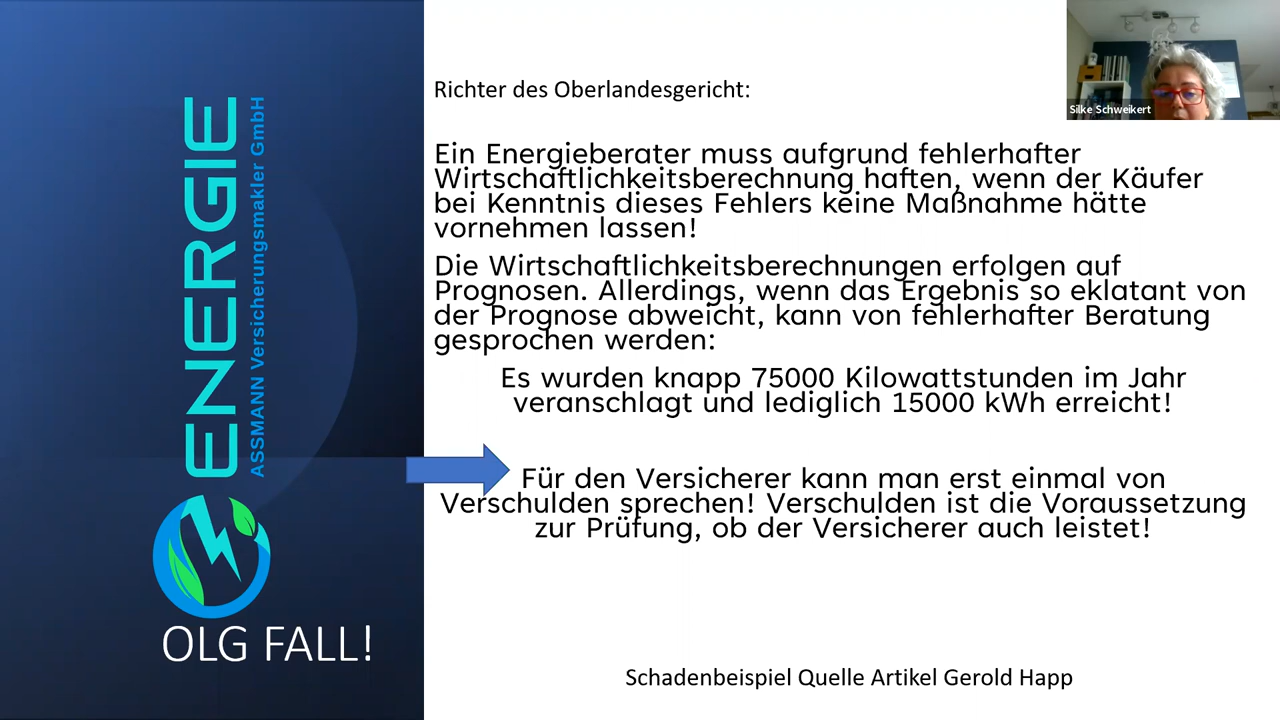 ENERGIE
ASSMANN Versicherungsmakler GmbH
OLG FALL!
Richter des Oberlandesgericht:
Ein Energieberater muss aufgrund fehlerhafter
Wirtschaftlichkeitsberechnung haften, wenn der Käufer
bei Kenntnis dieses Fehlers keine Maßnahme hätte
vornehmen lassen!
Die Wirtschaftlichkeitsberechnungen erfolgen auf
Prognosen. Allerdings, wenn das Ergebnis so eklatant von
der Prognose abweicht, kann von fehlerhafter Beratung
gesprochen werden:
Es wurden knapp 75000 Kilowattstunden im Jahr
veranschlagt und lediglich 15000 kWh erreicht!
Für den Versicherer kann man erst einmal von
Verschulden sprechen! Verschulden ist die Voraussetzung
zur Prüfung, ob der Versicherer auch leistet!
Schadenbeispiel Quelle Artikel Gerold Happ
Silke Schweikert